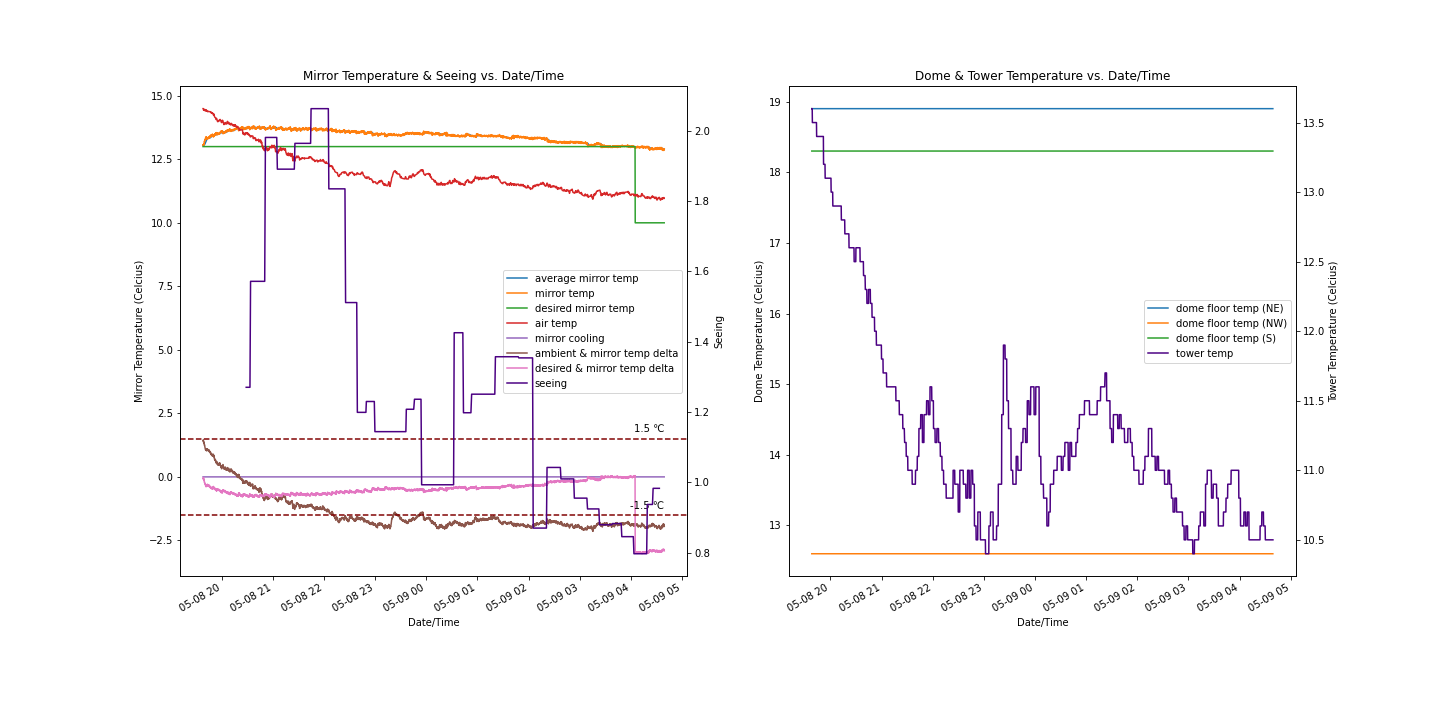 Mirror Temperature & Seeing vs. Date/Time
Mirror Temperature (Celcius)
15.0
12.5
10.0
7.5
5.0
2.5
0.0
−2.5
average mirror temp
mirror temp
desired mirror temp
air temp
mirror cooling
ambient & mirror temp delta
desired & mirror temp delta
seeing
1.5 °C
-1.5 °C
2.0
1.8
1.6
1.4
1.2
1.0
0.8
Seeing
05-08 20
05-08 21
05-08 22
05-08 23
05-09 00
05-09 01
05-09 02
05-09 03
05-09 04
05-09 05
Date/Time
Dome & Tower Temperature vs. Date/Time
Dome Temperature (Celcius)
19
18
17
16
15
14
13
dome floor temp (NE)
dome floor temp (NW)
dome floor temp (S)
tower temp
13.5
13.0
12.5
12.0
11.5
11.0
10.5
Tower Temperature (Celcius)
05-08 20
05-08 21
05-08 22
05-08 23
05-09 00
05-09 01
05-09 02
05-09 03
05-09 04
05-09 05
Date/Time